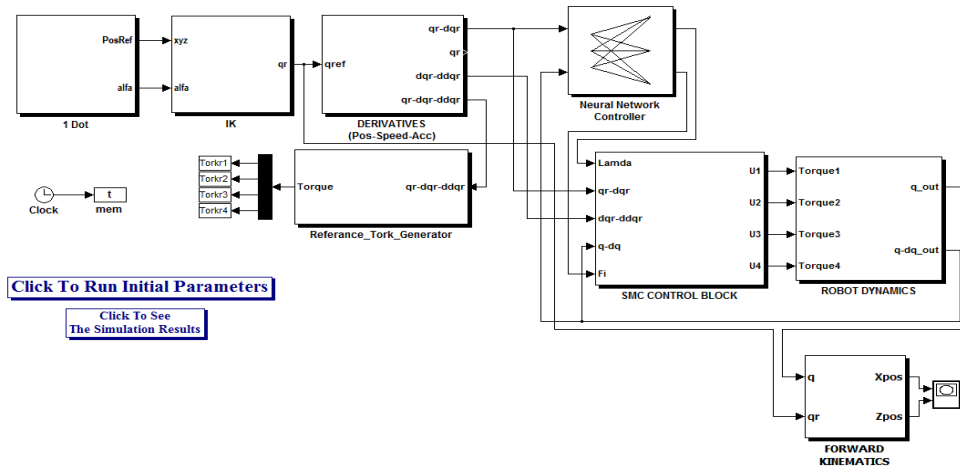 PosRef
alfa
1 Dot
xyz
alfa
qr
IK
qref
qr-dqr
qr
dqr-ddqr
qr-dqr-ddqr
DERIVATIVES
(Pos-Speed-Acc)
Neural Network
Controller
Clock
t
mem
Torkr1
Torkr2
Torkr3
Torkr4
Torque
qr-dqr-ddqr
Referance_Tork_Generator
Lamda
qr-dqr
dqr-ddqr
q-dq
Fi
U1
U2
U3
U4
SMC CONTROL BLOCK
Torque1
Torque2
Torque3
Torque4
q_out
q-dq_out
ROBOT DYNAMICS
Click To Run Initial Parameters
Click To See
The Simulation Results
q
qr
Xpos
Zpos
FORWARD
KINEMATICS